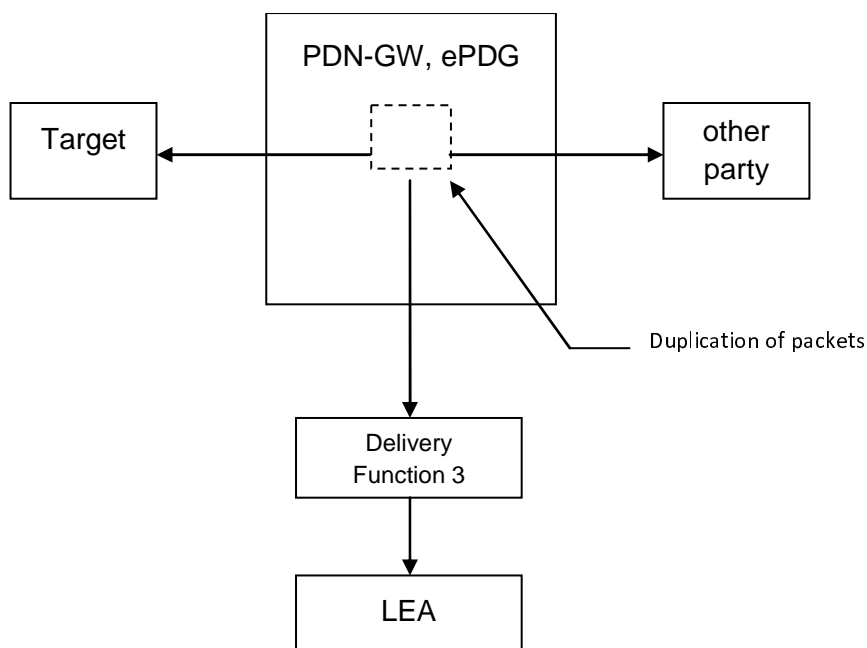 PDN-GW, ePDG
Target
other
party
Duplication of packets
Delivery
Function 3
LEA